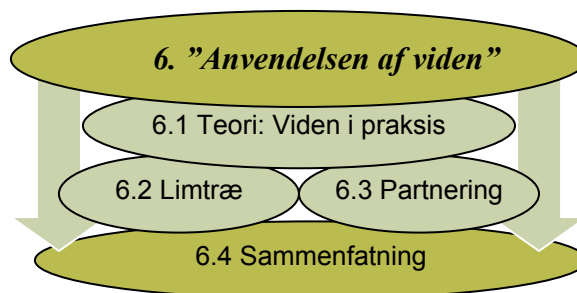 6. ”Anvendelsen af viden”
6.1 Teori: Viden i praksis
6.2 Limtræ
6.3 Partnering
6.4 Sammenfatning